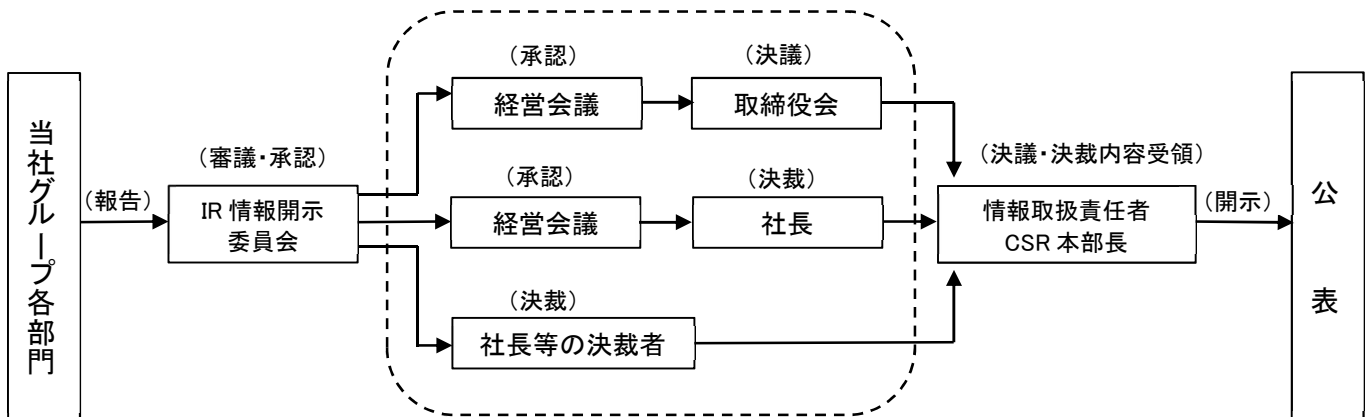 当社グループ各部門
（報告）
（審議・承認）
IR 情報開示
委員会
（承認）
経営会議
（決議）
取締役会
（承認）
経営会議
（決裁）
社長
（決裁）
社長等の決裁者
（決議・決裁内容受領）
情報取扱責任者
CSR 本部長
（開示）
公表